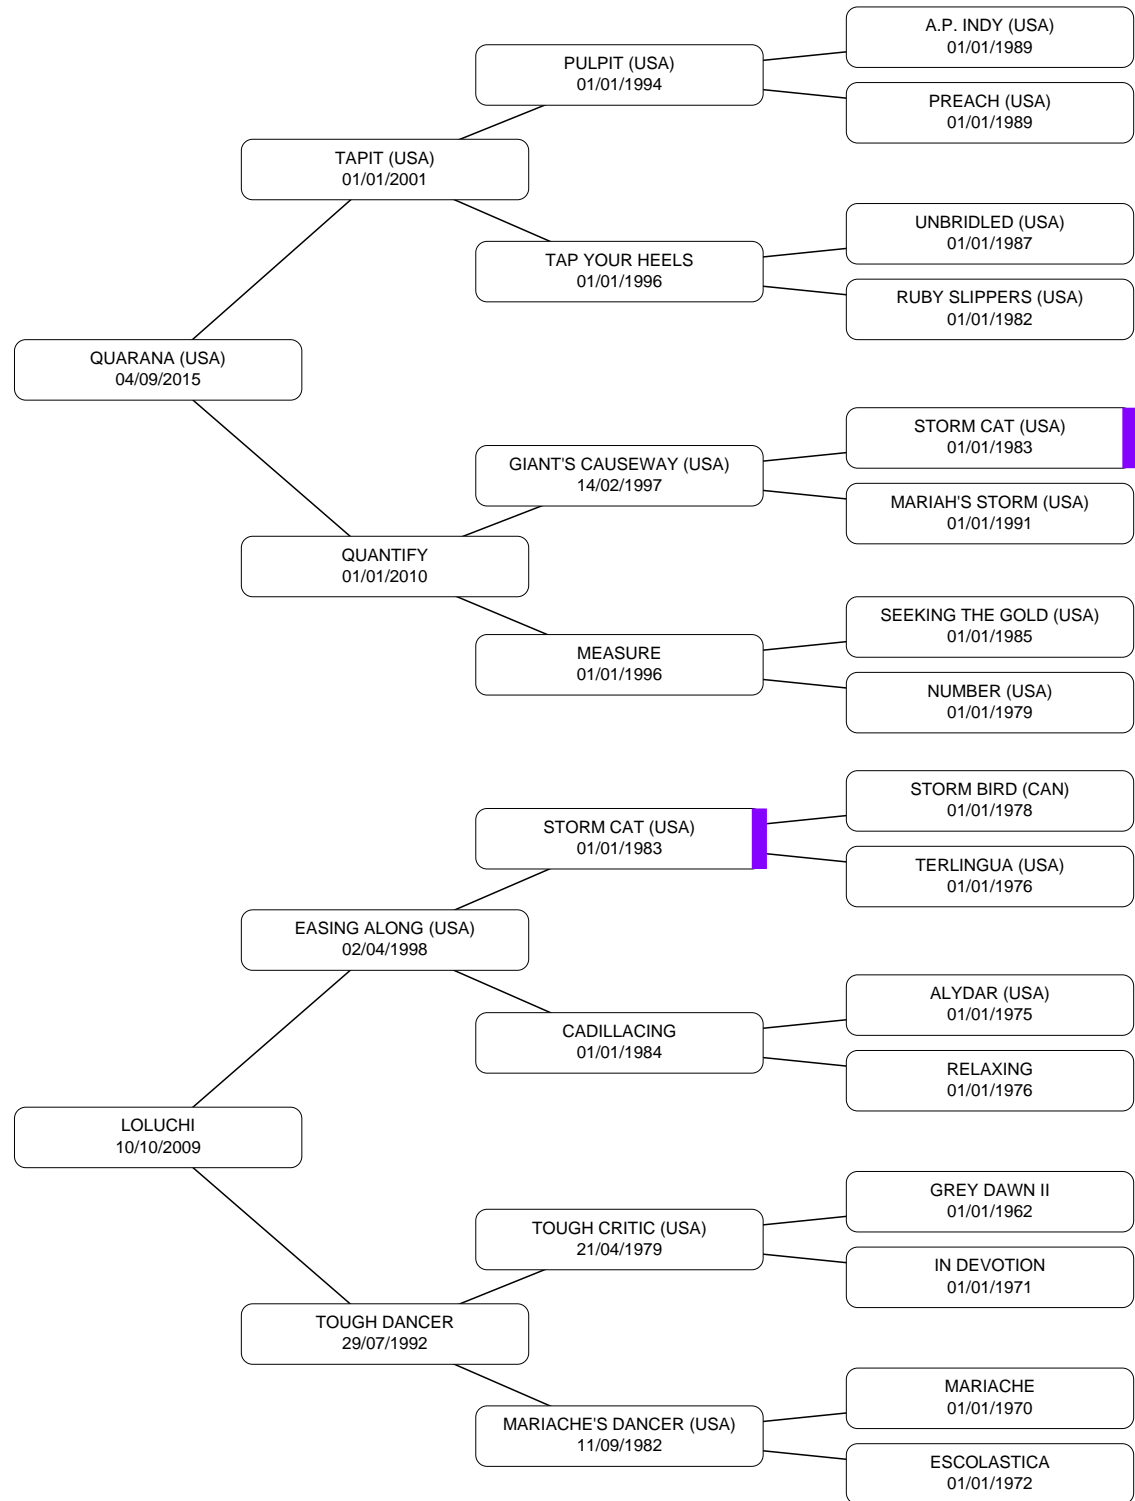 A.P. INDY (USA)
01/01/1989
PULPIT (USA)
01/01/1994
PREACH (USA)
01/01/1989
TAPIT (USA)
01/01/2001
UNBRIDLED (USA)
01/01/1987
TAP YOUR HEELS
01/01/1996
RUBY SLIPPERS (USA)
01/01/1982
QUARANA (USA)
04/09/2015
STORM CAT (USA)
01/01/1983
GIANT'S CAUSEWAY (USA)
14/02/1997
MARIAH'S STORM (USA)
01/01/1991
QUANTIFY
01/01/2010
SEEKING THE GOLD (USA)
01/01/1985
MEASURE
01/01/1996
NUMBER (USA)
01/01/1979
STORM BIRD (CAN)
01/01/1978
STORM CAT (USA)
01/01/1983
TERLINGUA (USA)
01/01/1976
EASING ALONG (USA)
02/04/1998
ALYDAR (USA)
01/01/1975
CADILLACING
01/01/1984
RELAXING
01/01/1976
LOLUCHI
10/10/2009
GREY DAWN II
01/01/1962
TOUGH CRITIC (USA)
21/04/1979
IN DEVOTION
01/01/1971
TOUGH DANCER
29/07/1992
MARIACHE
01/01/1970
MARIACHE'S DANCER (USA)
11/09/1982
ESCOLASTICA
01/01/1972